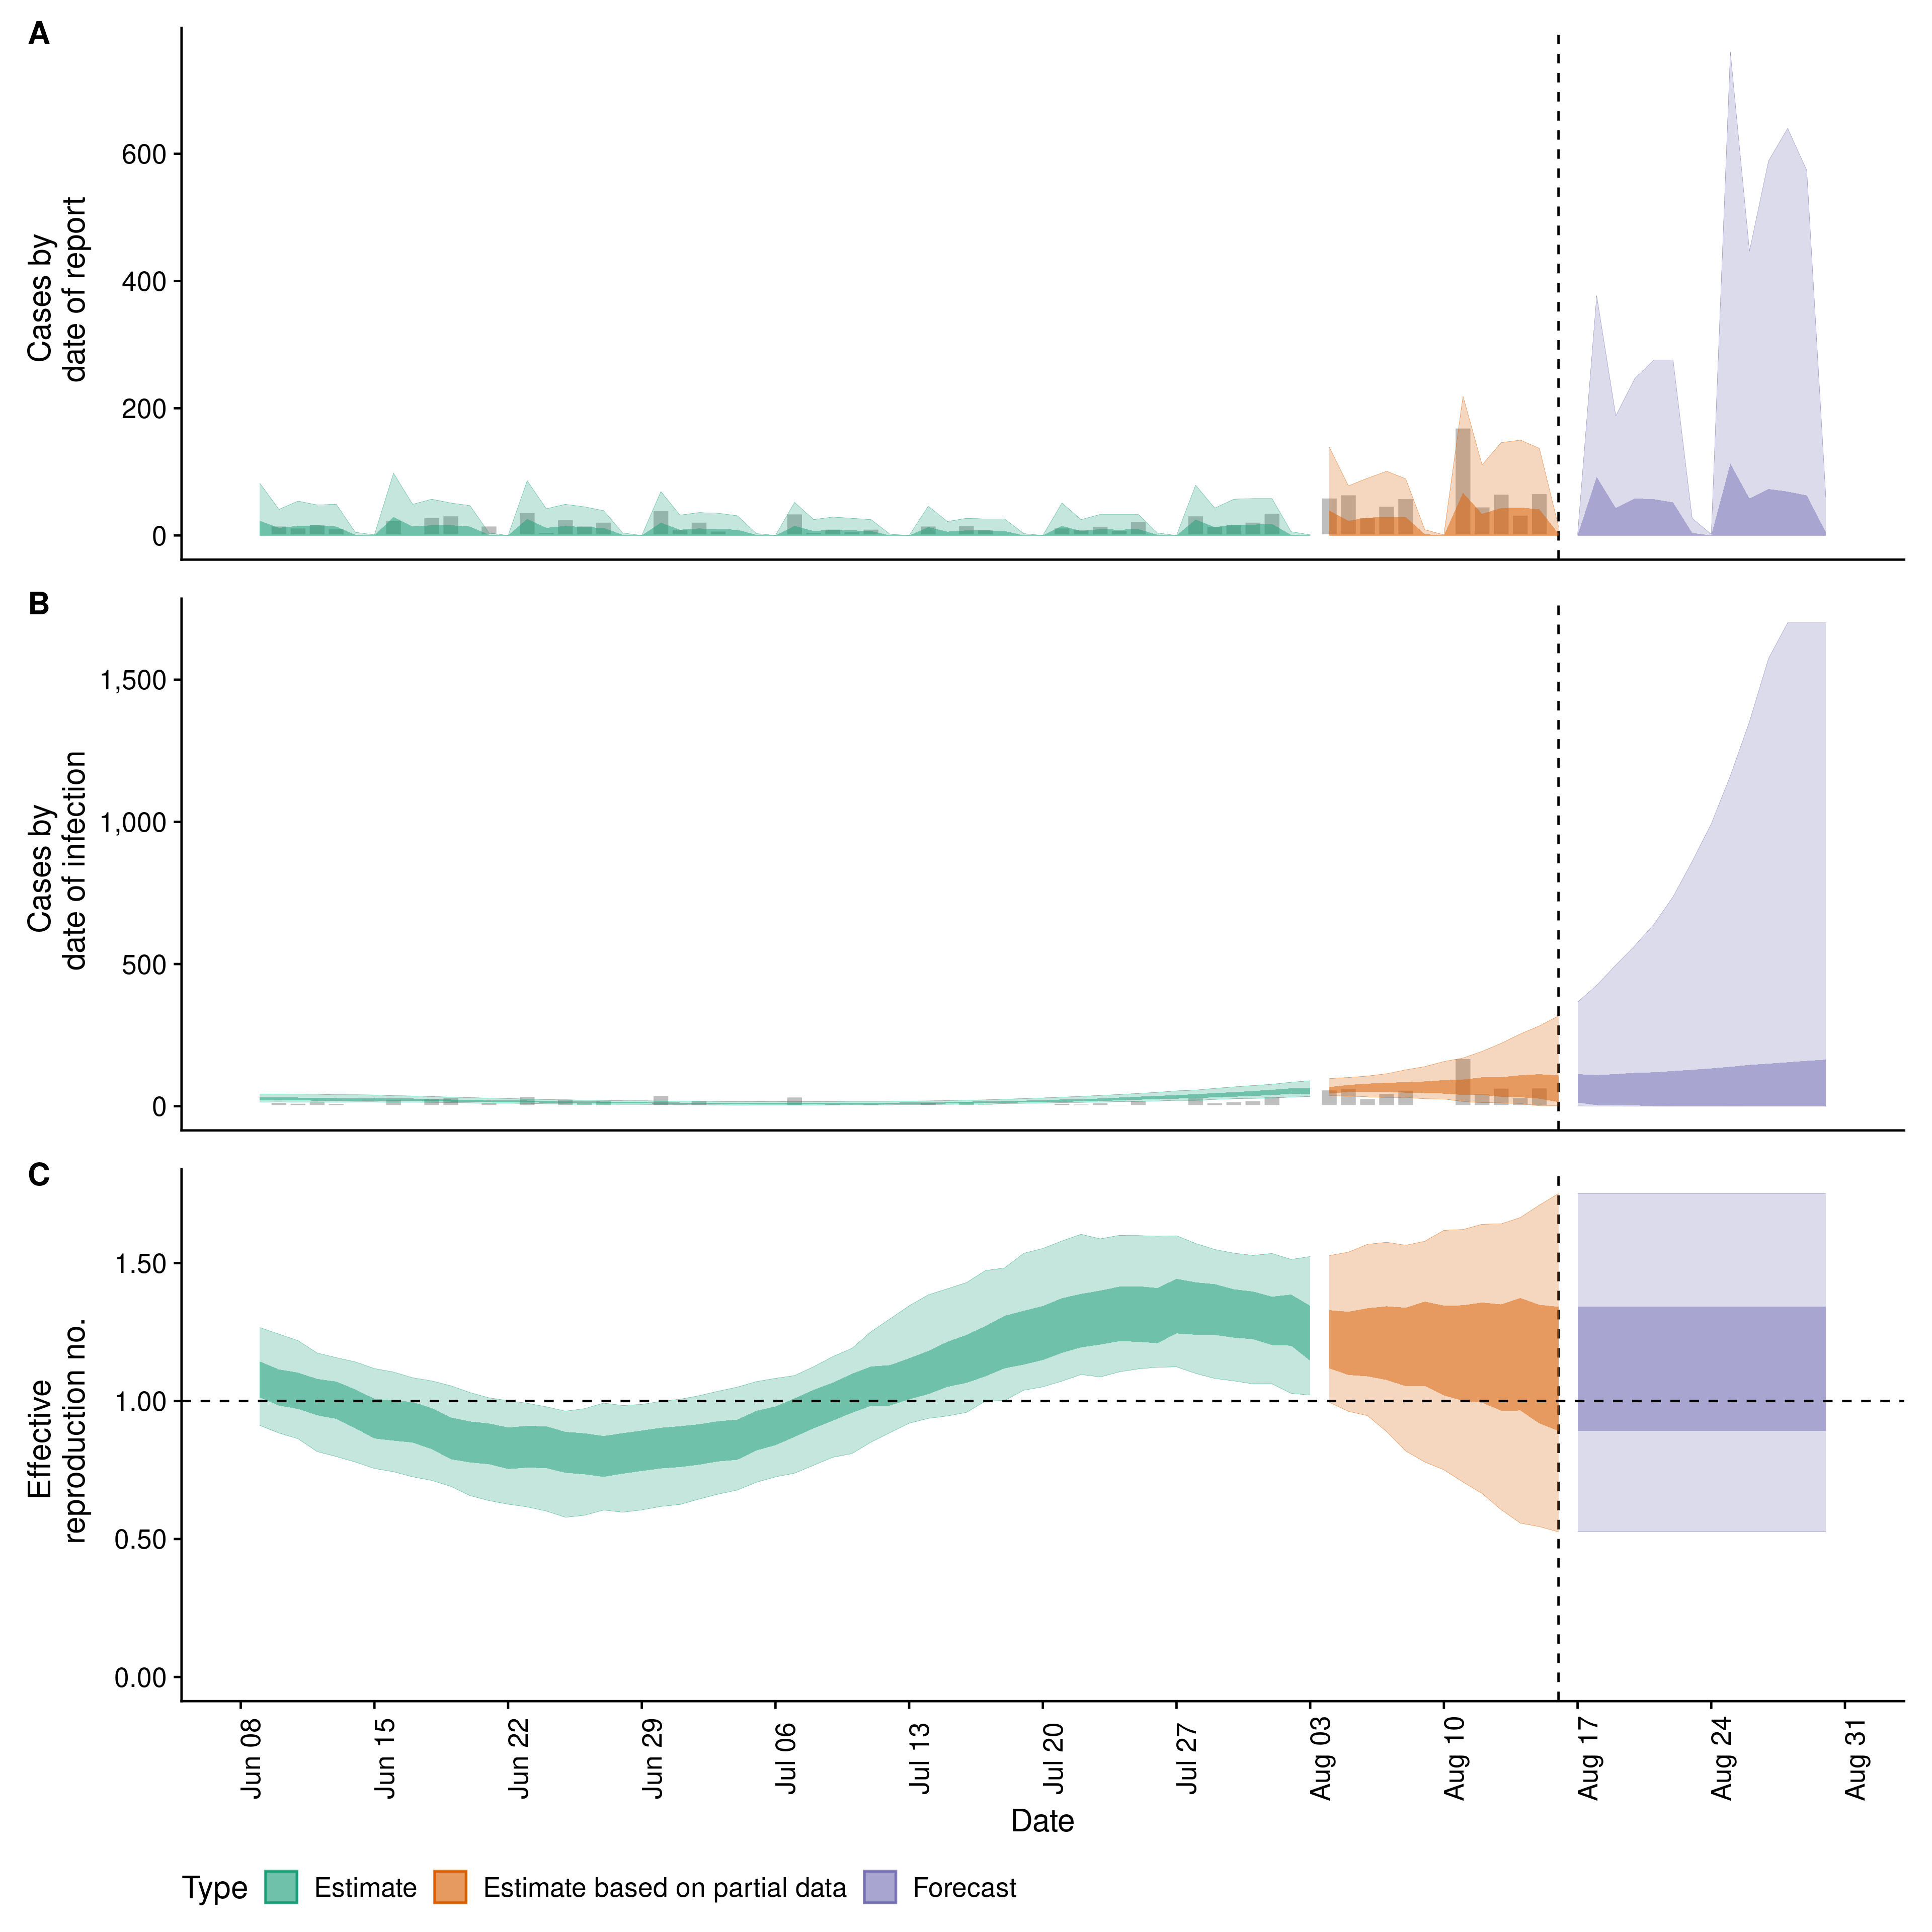 A
Cases by
date of report
600
400
200
0
B
Cases by
date of infection
1,500
1,000
500
0
C
Effective
reproduction no.
1.50
1.00
0.50
0.00
Jun 08
Jun 15
Jun 22
Jun 29
Jul 06
Jul 13
Jul 20
Jul 27
Aug 03
Aug 10
Aug 17
Aug 24
Aug 31
Date
Type Estimate Estimate based on partial data Forecast